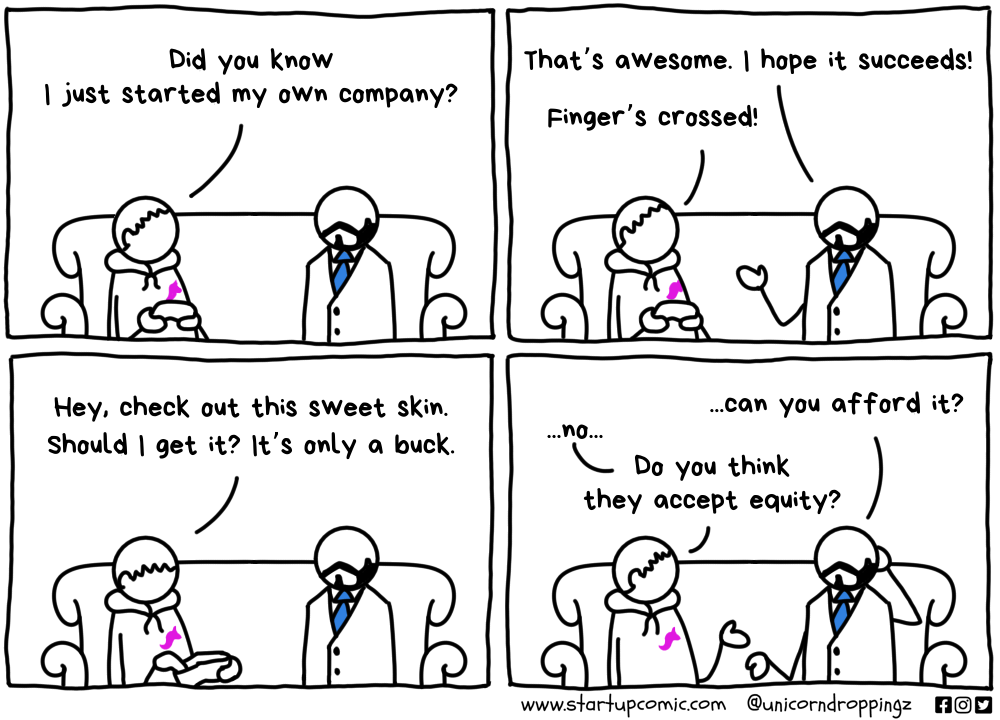 Did you know
I just started my own company?
That's awesome. I hope it succeeds!
Finger's crossed!
Hey, check out this sweet skin.
Should I get it? It's only a buck.
...can you afford it?
...no...
Do you think
they accept equity?
www.startupcomic.com @unicorndroppingz